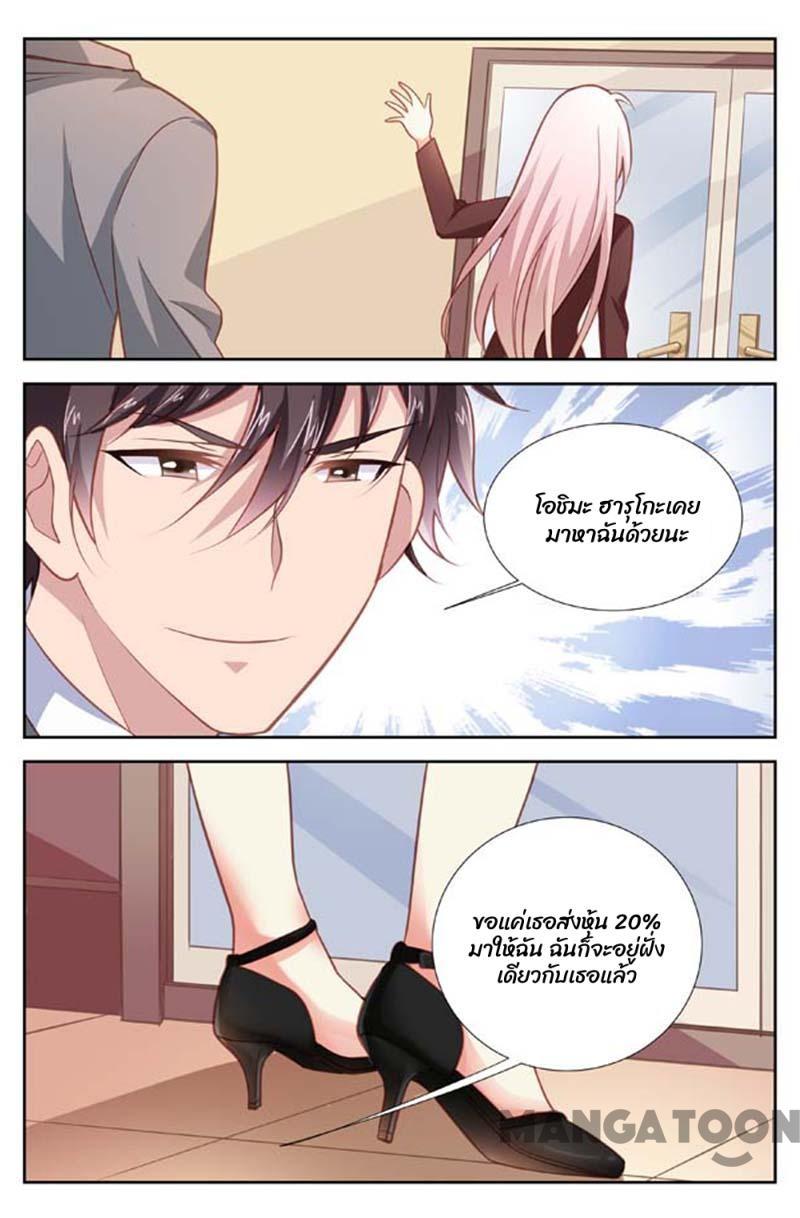 โอชิมะ ฮารุโกะเคย
มาหาฉันด้วยนะ
ขอแค่เธอส่งหุ้น 20%
มาให้ฉัน ฉันก็จะอยู่ฝั่ง
เดียวกับเธอแล้ว
MANGATOON